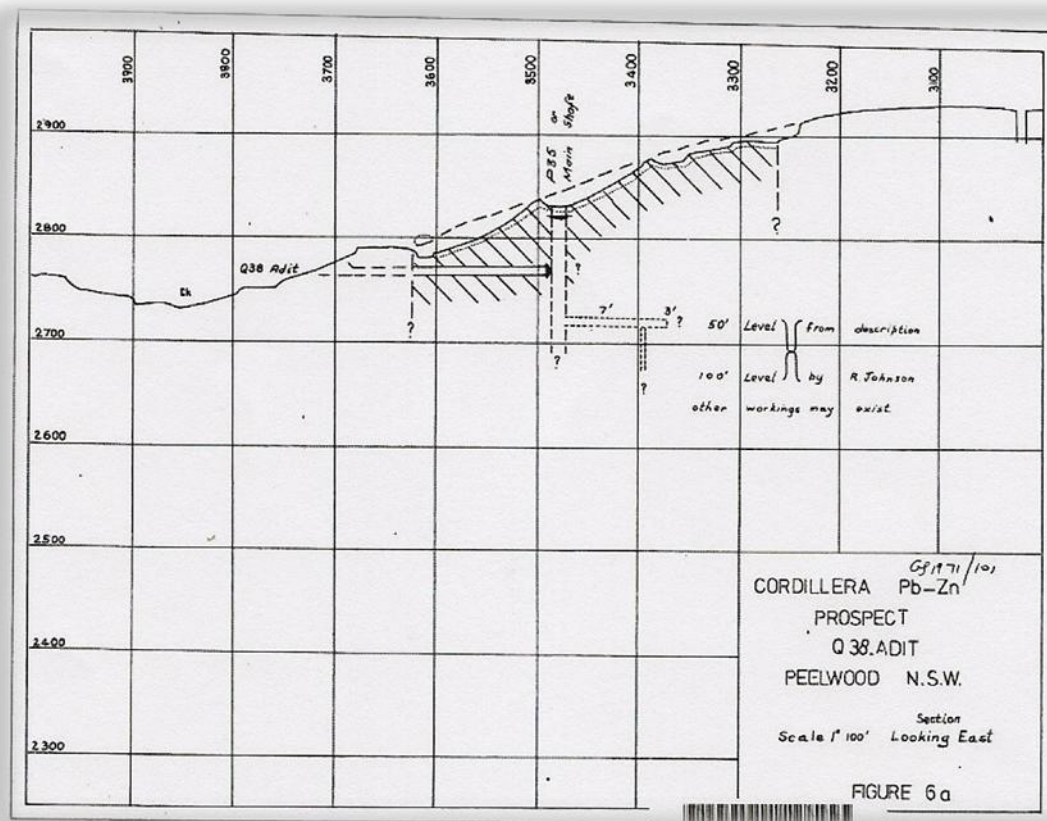 3900
3800
3700
3600
3500
3400
3300
3200
3100
P35 or
Main Shaft
2900
2800
2700
2600
2500
2400
2300
Q38 Adit
Ck
?
?
?
?
7' 3' ?
?
50' Level from description
100' Level by R. Johnson
other workings may exist
GS1971/101
CORDILLERA Pb-Zn
PROSPECT
Q 38. ADIT
PEELWOOD N.S.W.
Section
Scale 1" 100' Looking East
FIGURE 6a